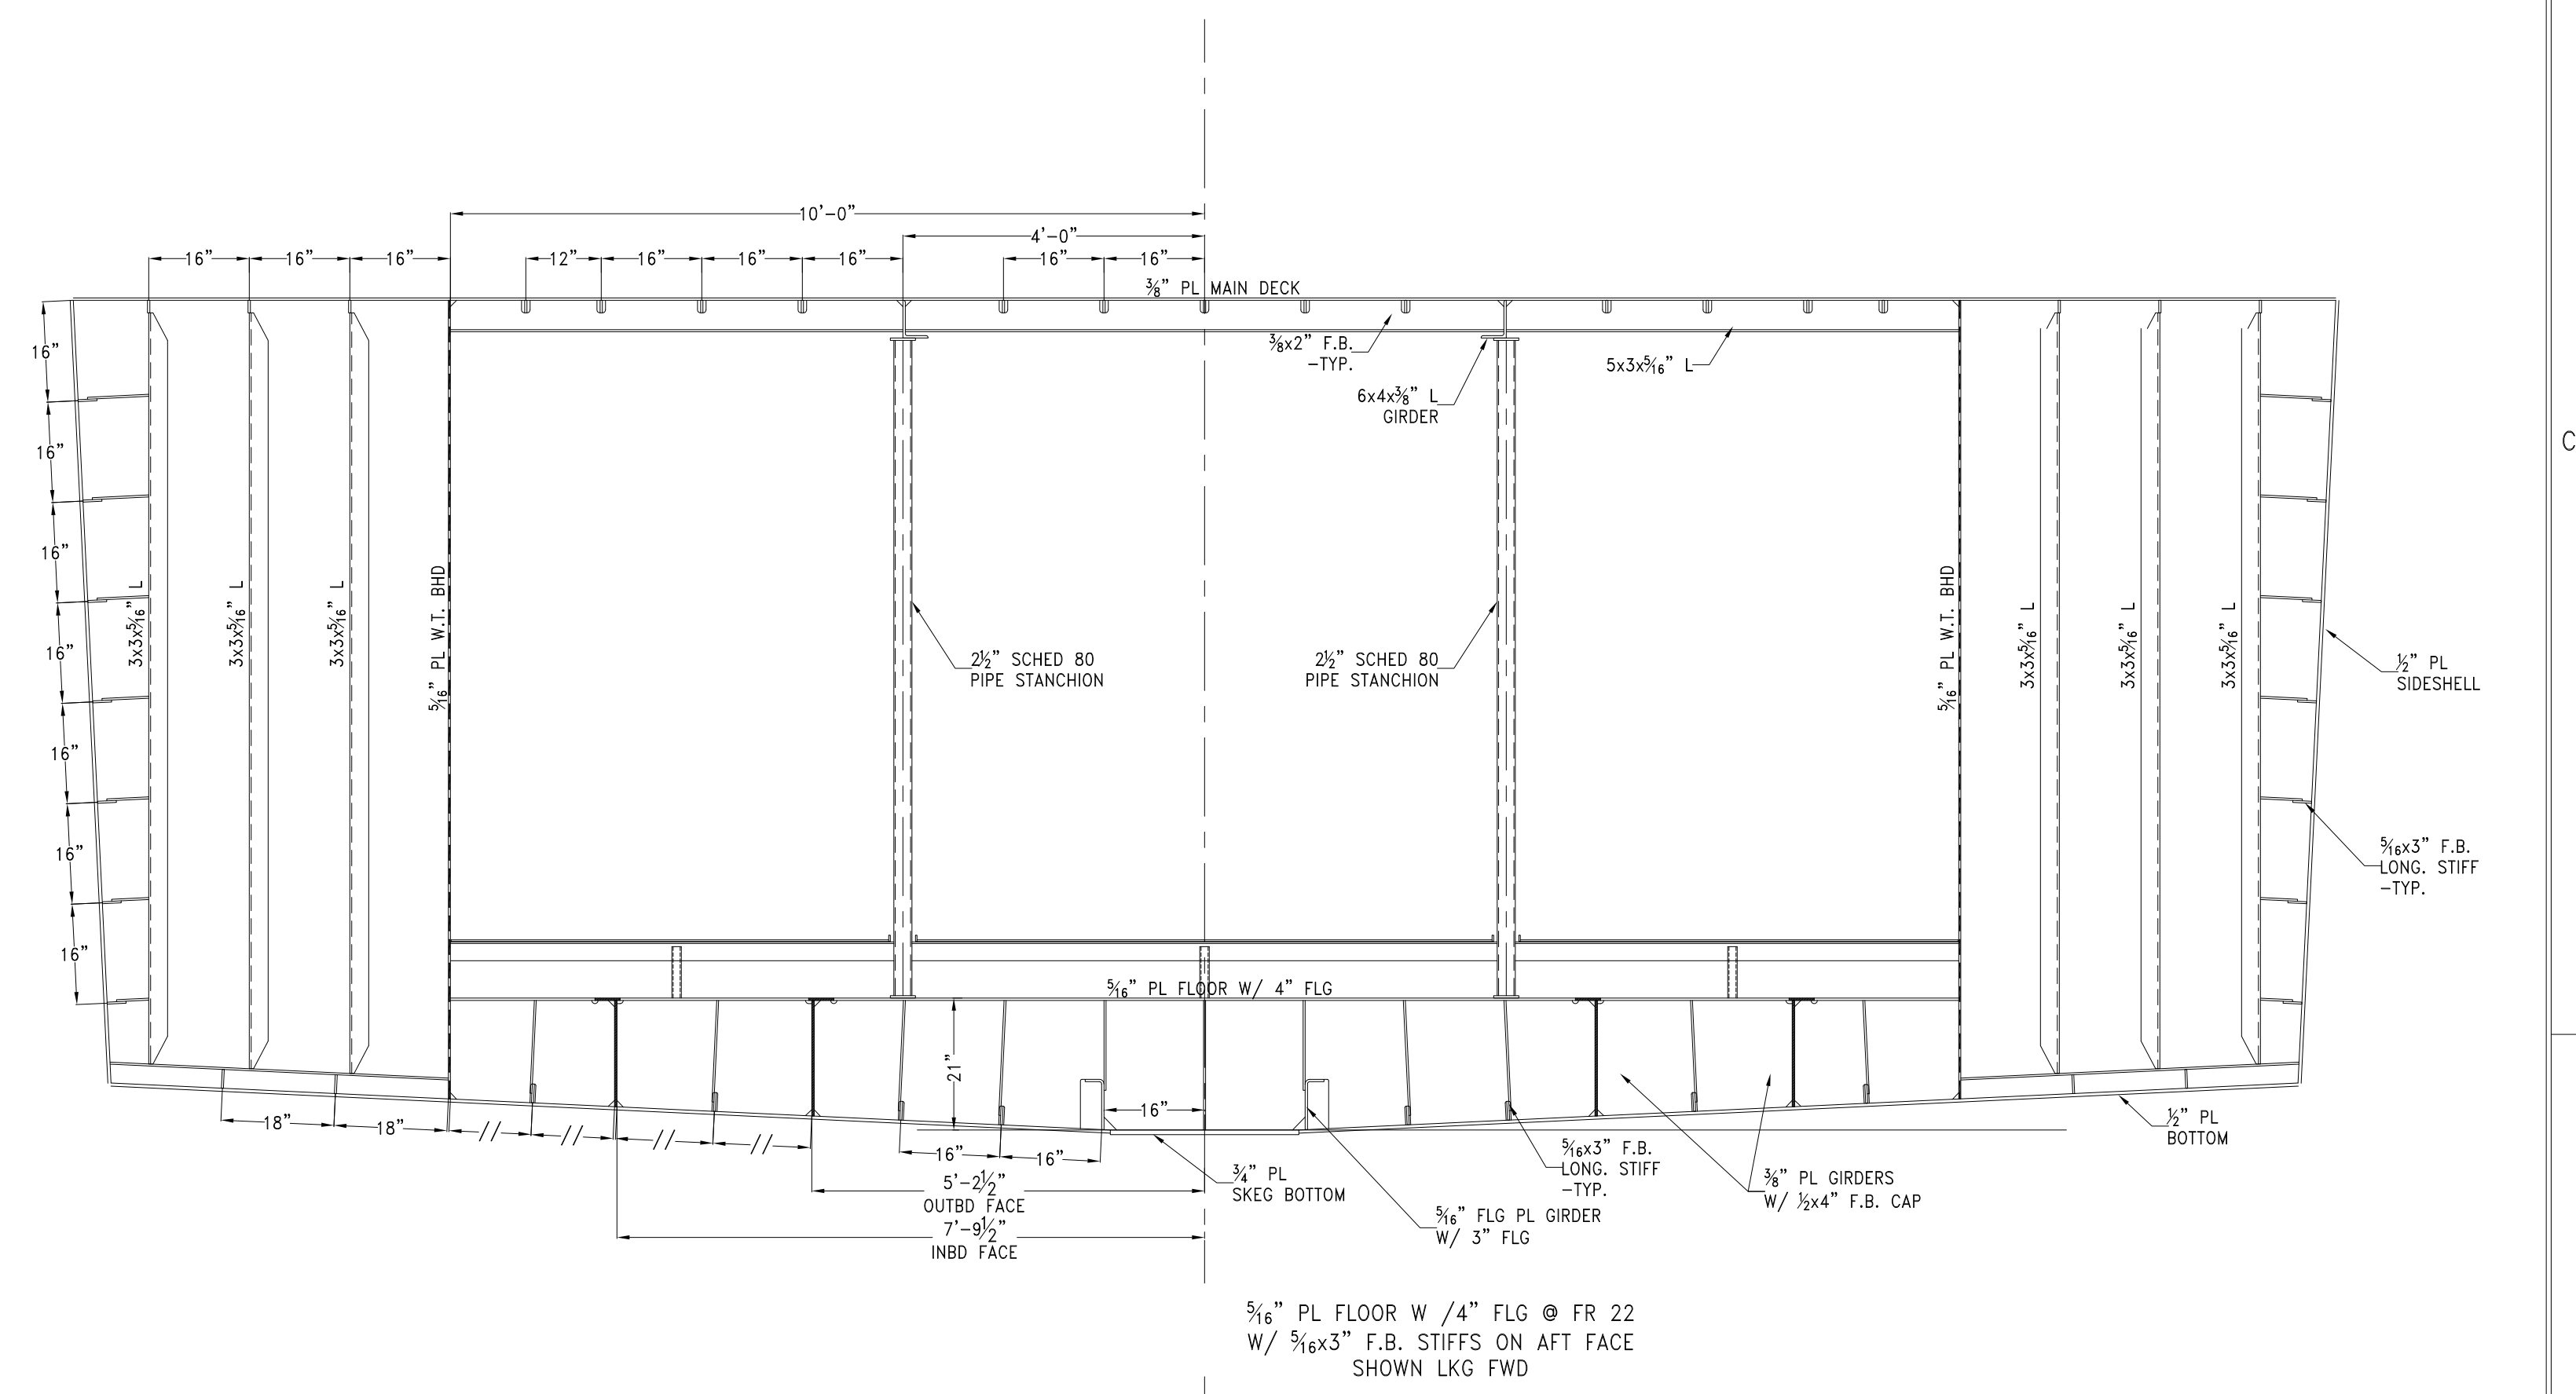 10'-0"
4'-0"
16" 16" 16" 12" 16" 16" 16" 16" 16"
⅜" PL MAIN DECK
⅜x2" F.B.
-TYP.
5x3x5⁄16" L
6x4x⅜" L
GIRDER
C
16"
16"
16"
16"
16"
16"
16"
3x3x5⁄16" L
3x3x5⁄16" L
3x3x5⁄16" L
5⁄16" PL W.T. BHD
2½" SCHED 80
PIPE STANCHION
2½" SCHED 80
PIPE STANCHION
5⁄16" PL W.T. BHD
3x3x5⁄16" L
3x3x5⁄16" L
3x3x5⁄16" L
½" PL
SIDESHELL
5⁄16x3" F.B.
LONG. STIFF
-TYP.
5⁄16" PL FLOOR W/ 4" FLG
21"
16"
18" 18" // // // //
16" 16"
½" PL
BOTTOM
5'-2½"
OUTBD FACE
7'-9½"
INBD FACE
¾" PL
SKEG BOTTOM
5⁄16x3" F.B.
LONG. STIFF
-TYP.
5⁄16" FLG PL GIRDER
W/ 3" FLG
⅜" PL GIRDERS
W/ ½x4" F.B. CAP
5⁄16" PL FLOOR W /4" FLG @ FR 22
W/ 5⁄16x3" F.B. STIFFS ON AFT FACE
SHOWN LKG FWD